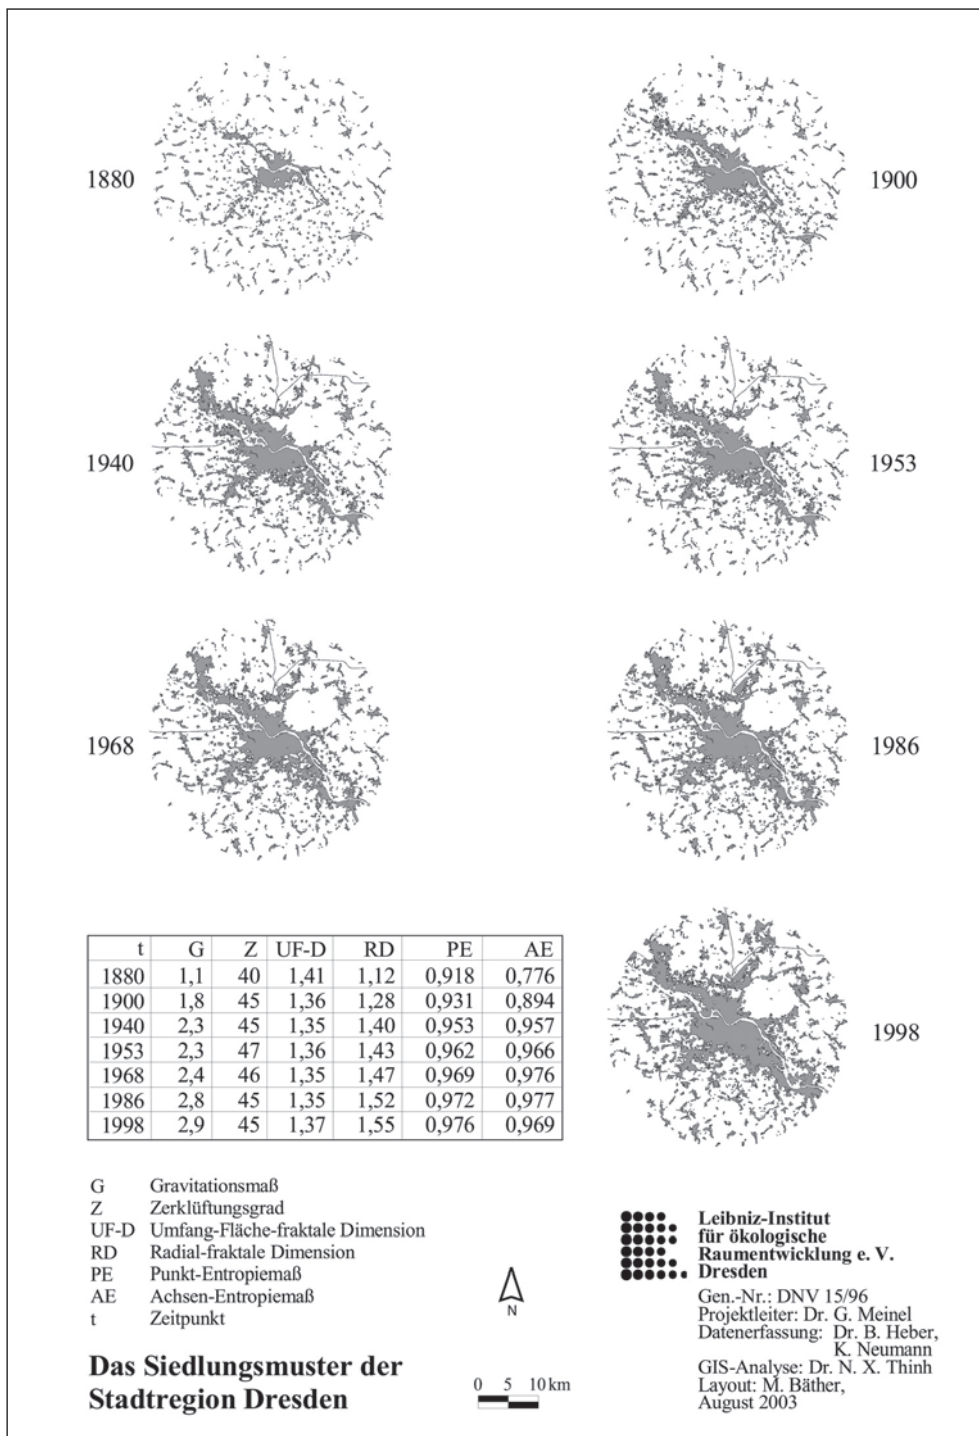 1880
1900
1940
1953
1968
1986
1998
t G Z UF-D RD PE AE
1880 1,1 40 1,41 1,12 0,918 0,776
1900 1,8 45 1,36 1,28 0,931 0,894
1940 2,3 45 1,35 1,40 0,953 0,957
1953 2,3 47 1,36 1,43 0,962 0,966
1968 2,4 46 1,35 1,47 0,969 0,976
1986 2,8 45 1,35 1,52 0,972 0,977
1998 2,9 45 1,37 1,55 0,976 0,969
G Gravitationsmaß
Z Zerklüftungsgrad
UF-D Umfang-Fläche-fraktale Dimension
RD Radial-fraktale Dimension
PE Punkt-Entropiemaß
AE Achsen-Entropiemaß
t Zeitpunkt
N
Das Siedlungsmuster der
Stadtregion Dresden
0 5 10 km
Leibniz-Institut
für ökologische
Raumentwicklung e. V.
Dresden
Gen.-Nr.: DNV 15/96
Projektleiter: Dr. G. Meinel
Datenerfassung: Dr. B. Heber,
K. Neumann
GIS-Analyse: Dr. N. X. Thinh
Layout: M. Bäther,
August 2003